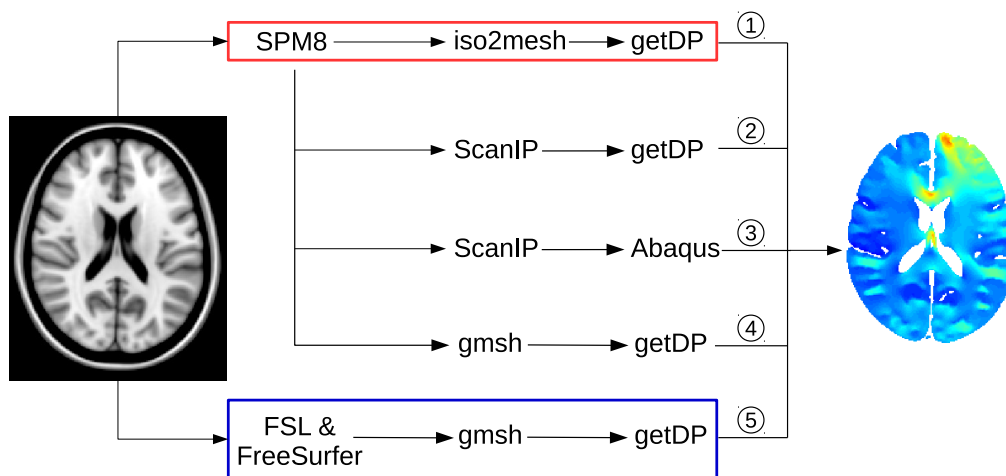 SPM8 iso2mesh getDP ①
ScanIP getDP ②
ScanIP Abaqus ③
gmsh getDP ④
FSL &
FreeSurfer gmsh getDP ⑤